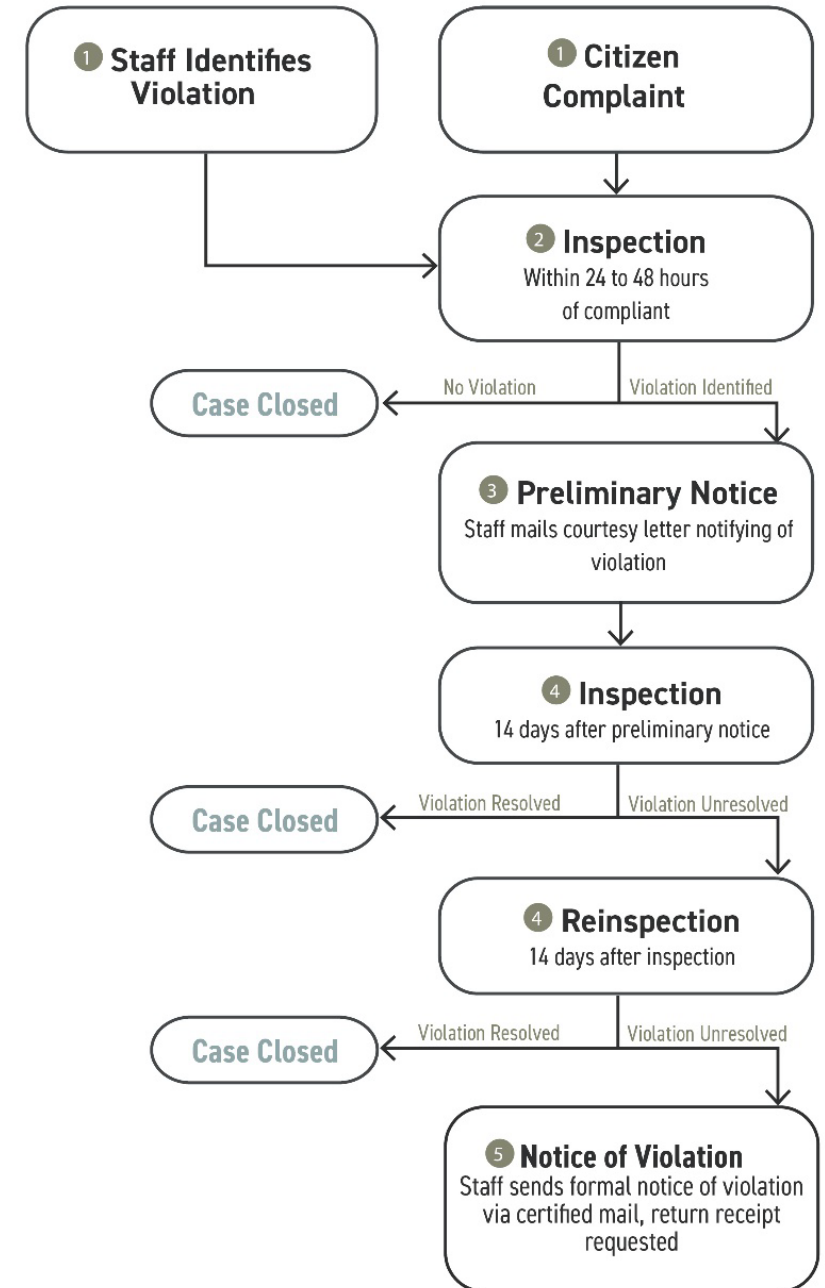 1 Staff Identifies
Violation
1 Citizen
Complaint
2 Inspection
Within 24 to 48 hours
of compliant
No Violation
Violation Identified
Case Closed
3 Preliminary Notice
Staff mails courtesy letter notifying of
violation
4 Inspection
14 days after preliminary notice
Violation Resolved
Violation Unresolved
Case Closed
4 Reinspection
14 days after inspection
Violation Resolved
Violation Unresolved
Case Closed
5 Notice of Violation
Staff sends formal notice of violation
via certified mail, return receipt
requested